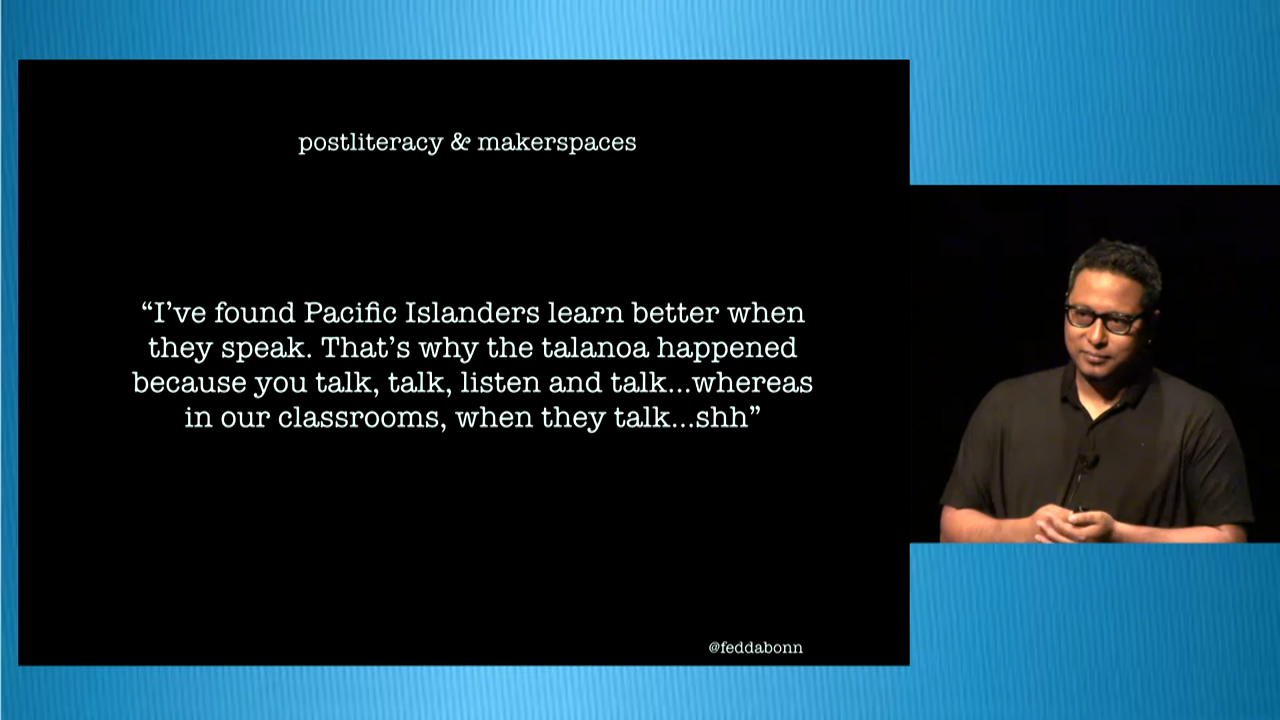 postliteracy & makerspaces
“I’ve found Pacific Islanders learn better when
they speak. That’s why the talanoa happened
because you talk, talk, listen and talk...whereas
in our classrooms, when they talk...shh”
@feddabonn